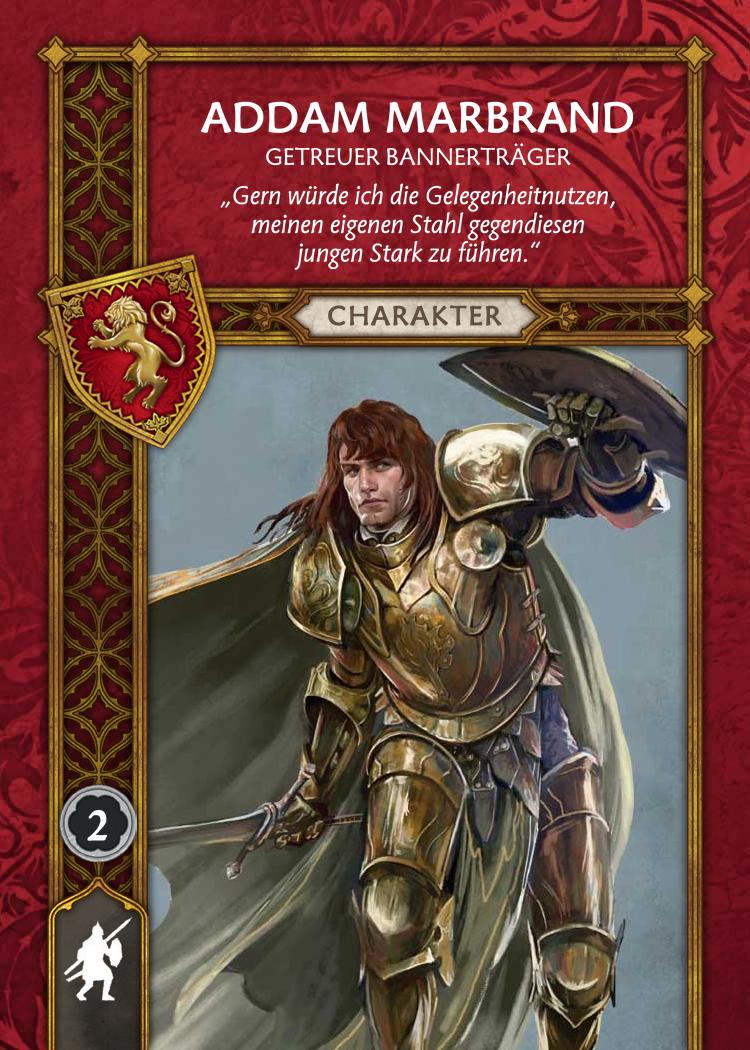 ADDAM MARBRAND
GETREUER BANNERTRÄGER
„Gern würde ich die Gelegenheitnutzen,
meinen eigenen Stahl gegendiesen
jungen Stark zu führen.“
CHARAKTER
2